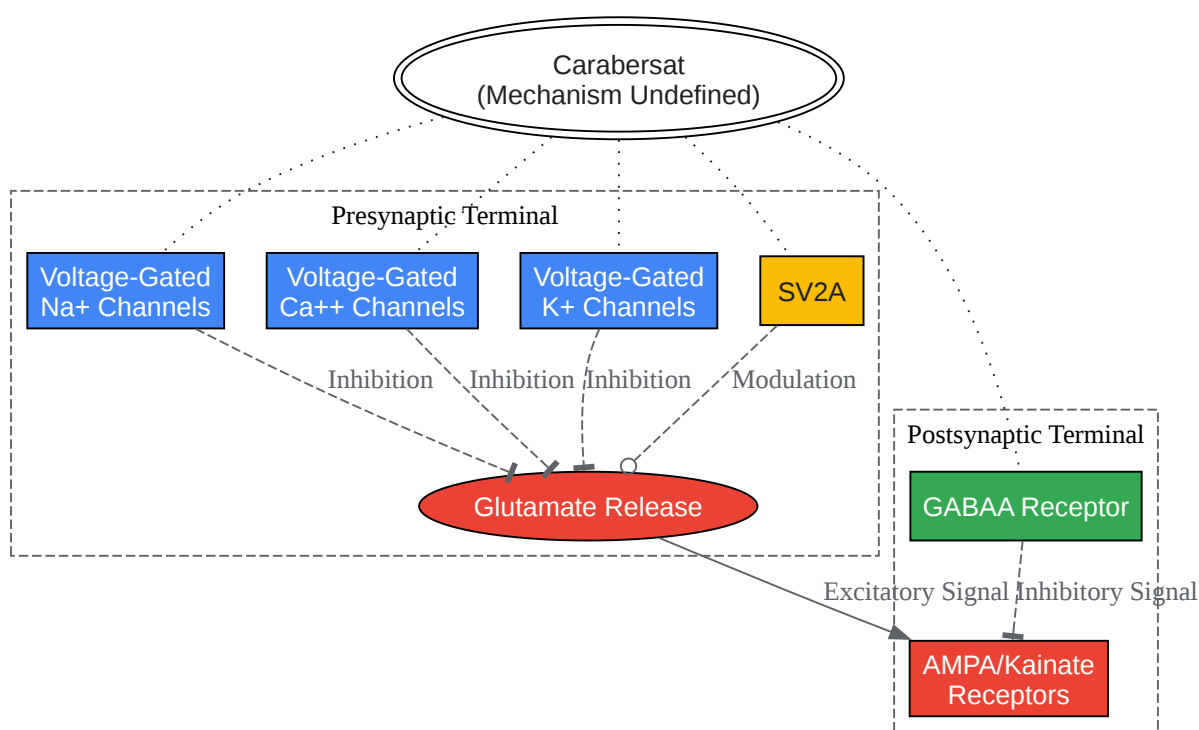 Carabersat
(Mechanism Undefined)
Presynaptic Terminal
Voltage-Gated
Na+ Channels
Voltage-Gated
Ca++ Channels
Voltage-Gated
K+ Channels
SV2A
Inhibition
Inhibition
Inhibition
Modulation
Postsynaptic Terminal
Glutamate Release
GABAA Receptor
Excitatory Signal
Inhibitory Signal
AMPA/Kainate
Receptors